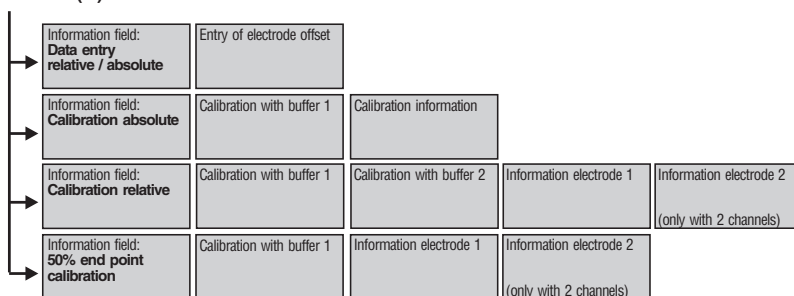 Information field:
Data entry
relative / absolute
Entry of electrode offset
Information field:
Calibration absolute
Calibration with buffer 1
Calibration information
Information field:
Calibration relative
Calibration with buffer 1
Calibration with buffer 2
Information electrode 1
Information electrode 2
(only with 2 channels)
Information field:
50% end point
calibration
Calibration with buffer 1
Information electrode 1
Information electrode 2
(only with 2 channels)